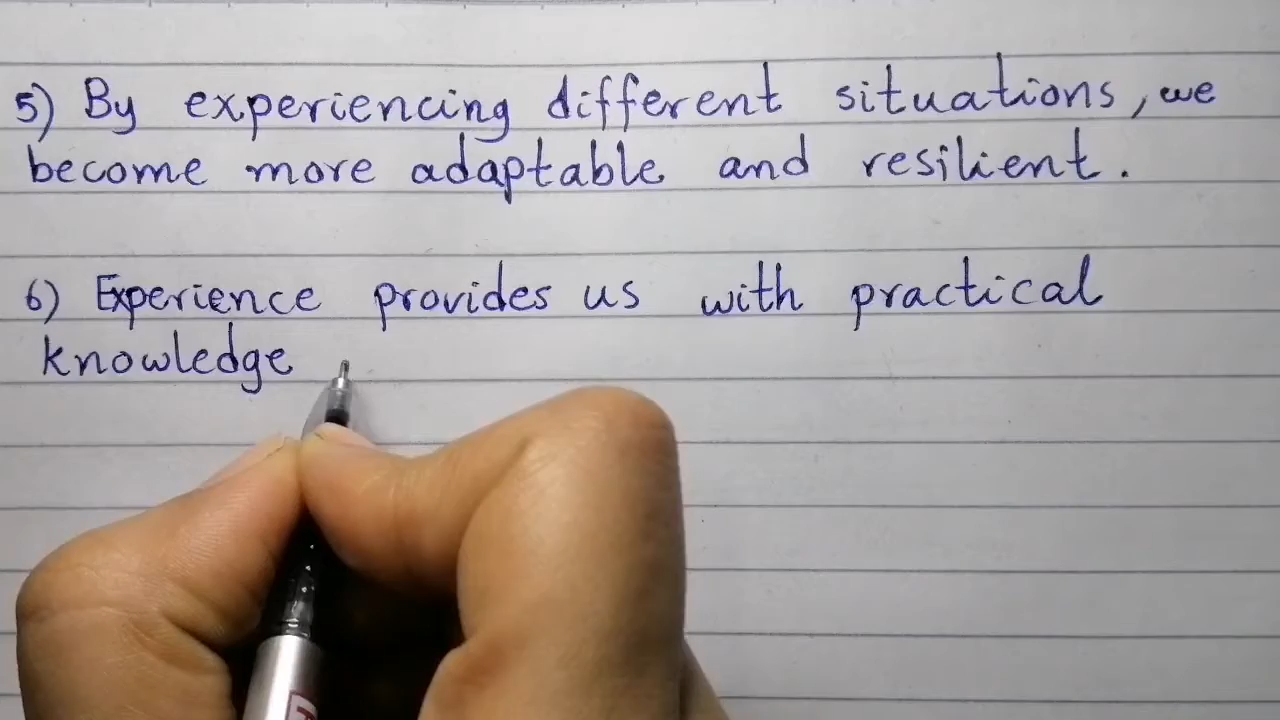 5) By experiencing different situations, we
become more adaptable and resilient.
6) Experience provides us with practical
knowledge